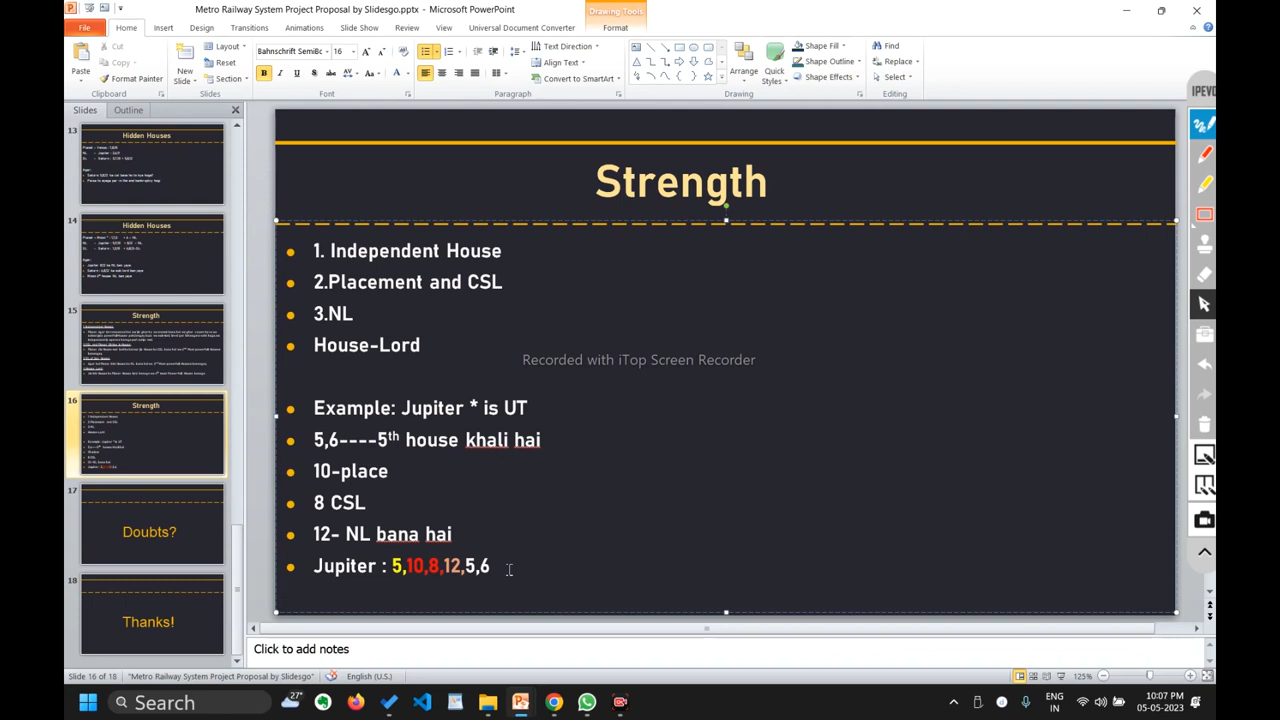 Metro Railway System Project Proposal by Slidesgo.pptx - Microsoft PowerPoint
Drawing Tools
File Home Insert Design Transitions Animations Slide Show Review View Universal Document Converter Format
Paste
Cut
Copy
Format Painter
Clipboard
New
Slide
Layout
Reset
Section
Slides
Bahnschrift SemiBc 16
Font
Paragraph
Text Direction
Align Text
Convert to SmartArt
Arrange
Quick
Styles
Drawing
Shape Fill
Shape Outline
Shape Effects
Find
Replace
Select
Editing
Slides Outline
IPEVO
13
Hidden Houses
14
Hidden Houses
15
Strength
16
Strength
17
Doubts?
18
Thanks!
Strength
1. Independent House
2.Placement and CSL
3.NL
House-Lord
Recorded with iTop Screen Recorder
Example: Jupiter * is UT
5,6----5th house khali hai
10-place
8 CSL
12- NL bana hai
Jupiter : 5,10,8,12,5,6
Click to add notes
Slide 16 of 18 "Metro Railway System Project Proposal by Slidesgo" English (U.S.) 125%
Search
27°
ENG
IN
10:07 PM
05-05-2023